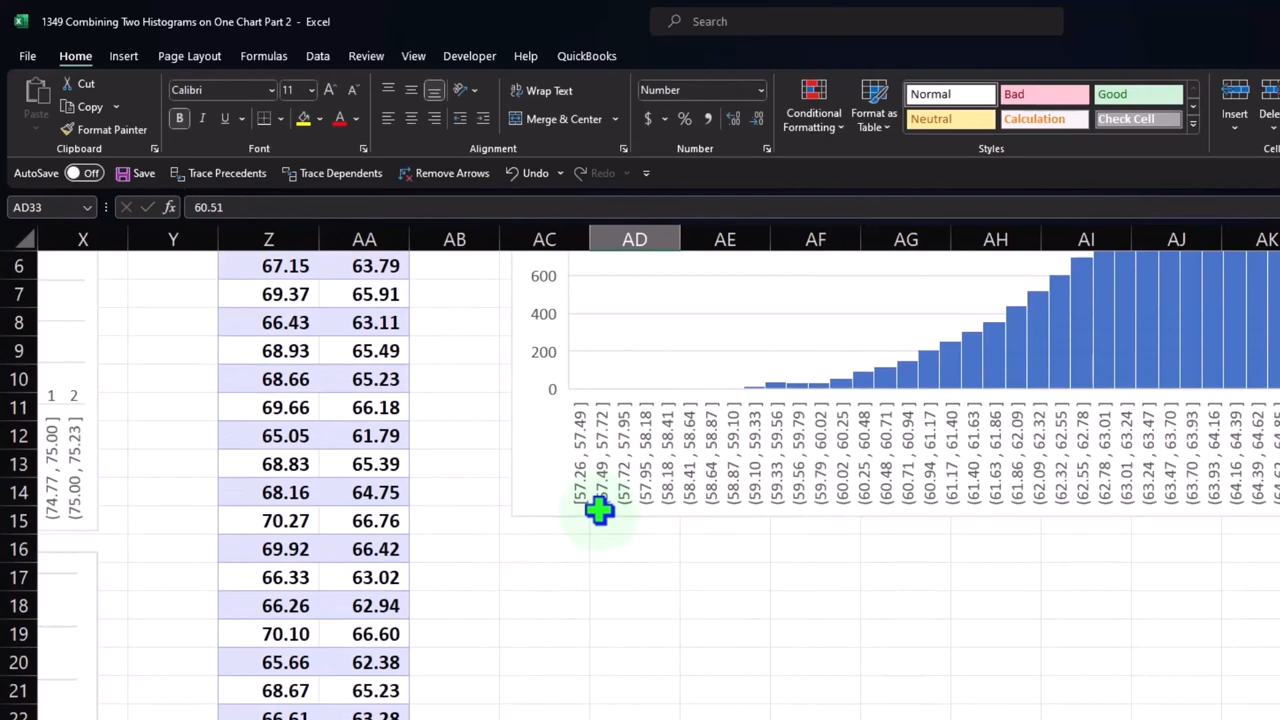 1349 Combining Two Histograms on One Chart Part 2 - Excel
Search
File Home Insert Page Layout Formulas Data Review View Developer Help QuickBooks
Paste Cut Copy Format Painter
Calibri 11 A A
B I U A
Wrap Text
Merge & Center
Number
$ % ,
Conditional Formatting
Format as Table
Normal Bad Good
Neutral Calculation Check Cell
Insert
Clipboard Font Alignment Number Styles
AutoSave Off Save Trace Precedents Trace Dependents Remove Arrows Undo Redo
AD33 fx 60.51
X Y Z AA AB AC AD AE AF AG AH AI AJ AK
6 67.15 63.79
7 69.37 65.91
8 66.43 63.11
9 68.93 65.49
10 68.66 65.23
11 69.66 66.18
12 65.05 61.79
13 68.83 65.39
14 68.16 64.75
15 70.27 66.76
16 69.92 66.42
17 66.33 63.02
18 66.26 62.94
19 70.10 66.60
20 65.66 62.38
21 68.67 65.23
22 66.61 63.28
1 2
(74.77 , 75.00 ]
(75.00 , 75.23 ]
600
400
200
0
(57.26 , 57.49 ]
(57.49 , 57.72 ]
(57.72 , 57.95 ]
(57.95 , 58.18 ]
(58.18 , 58.41 ]
(58.41 , 58.64 ]
(58.64 , 58.87 ]
(58.87 , 59.10 ]
(59.10 , 59.33 ]
(59.33 , 59.56 ]
(59.56 , 59.79 ]
(59.79 , 60.02 ]
(60.02 , 60.25 ]
(60.25 , 60.48 ]
(60.48 , 60.71 ]
(60.71 , 60.94 ]
(60.94 , 61.17 ]
(61.17 , 61.40 ]
(61.40 , 61.63 ]
(61.63 , 61.86 ]
(61.86 , 62.09 ]
(62.09 , 62.32 ]
(62.32 , 62.55 ]
(62.55 , 62.78 ]
(62.78 , 63.01 ]
(63.01 , 63.24 ]
(63.24 , 63.47 ]
(63.47 , 63.70 ]
(63.70 , 63.93 ]
(63.93 , 64.16 ]
(64.16 , 64.39 ]
(64.39 , 64.62 ]